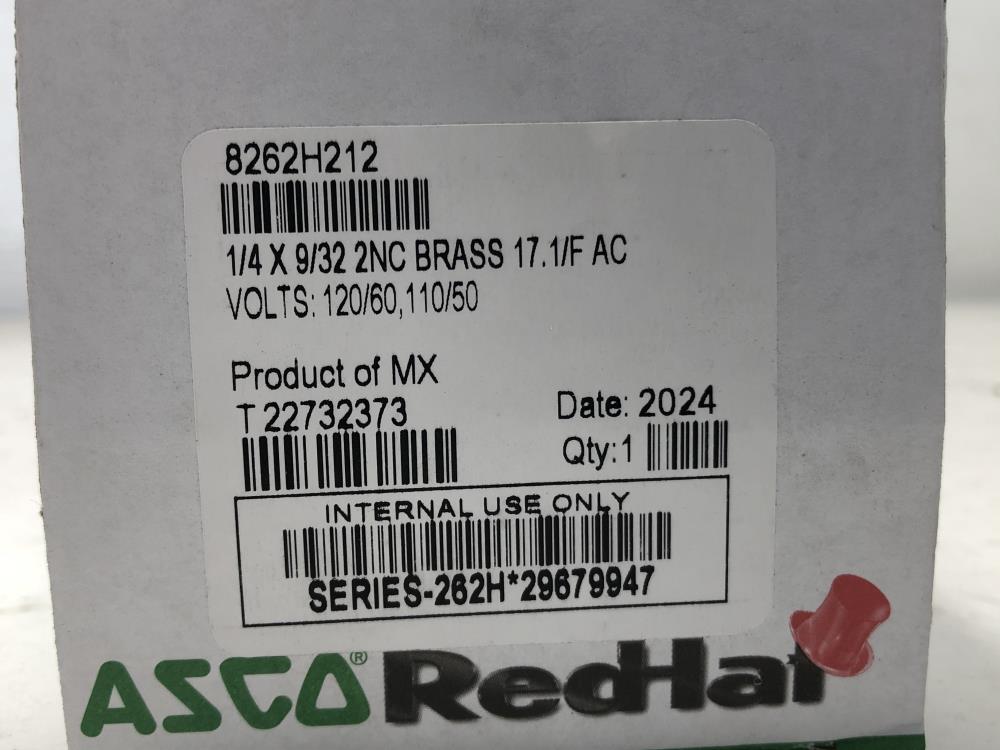 8262H212
1/4 X 9/32 2NC BRASS 17.1/F AC
VOLTS: 120/60,110/50
Product of MX
T 22732373
Date: 2024
Qty:1
INTERNAL USE ONLY
SERIES-262H*29679947
ASCO® RedHat